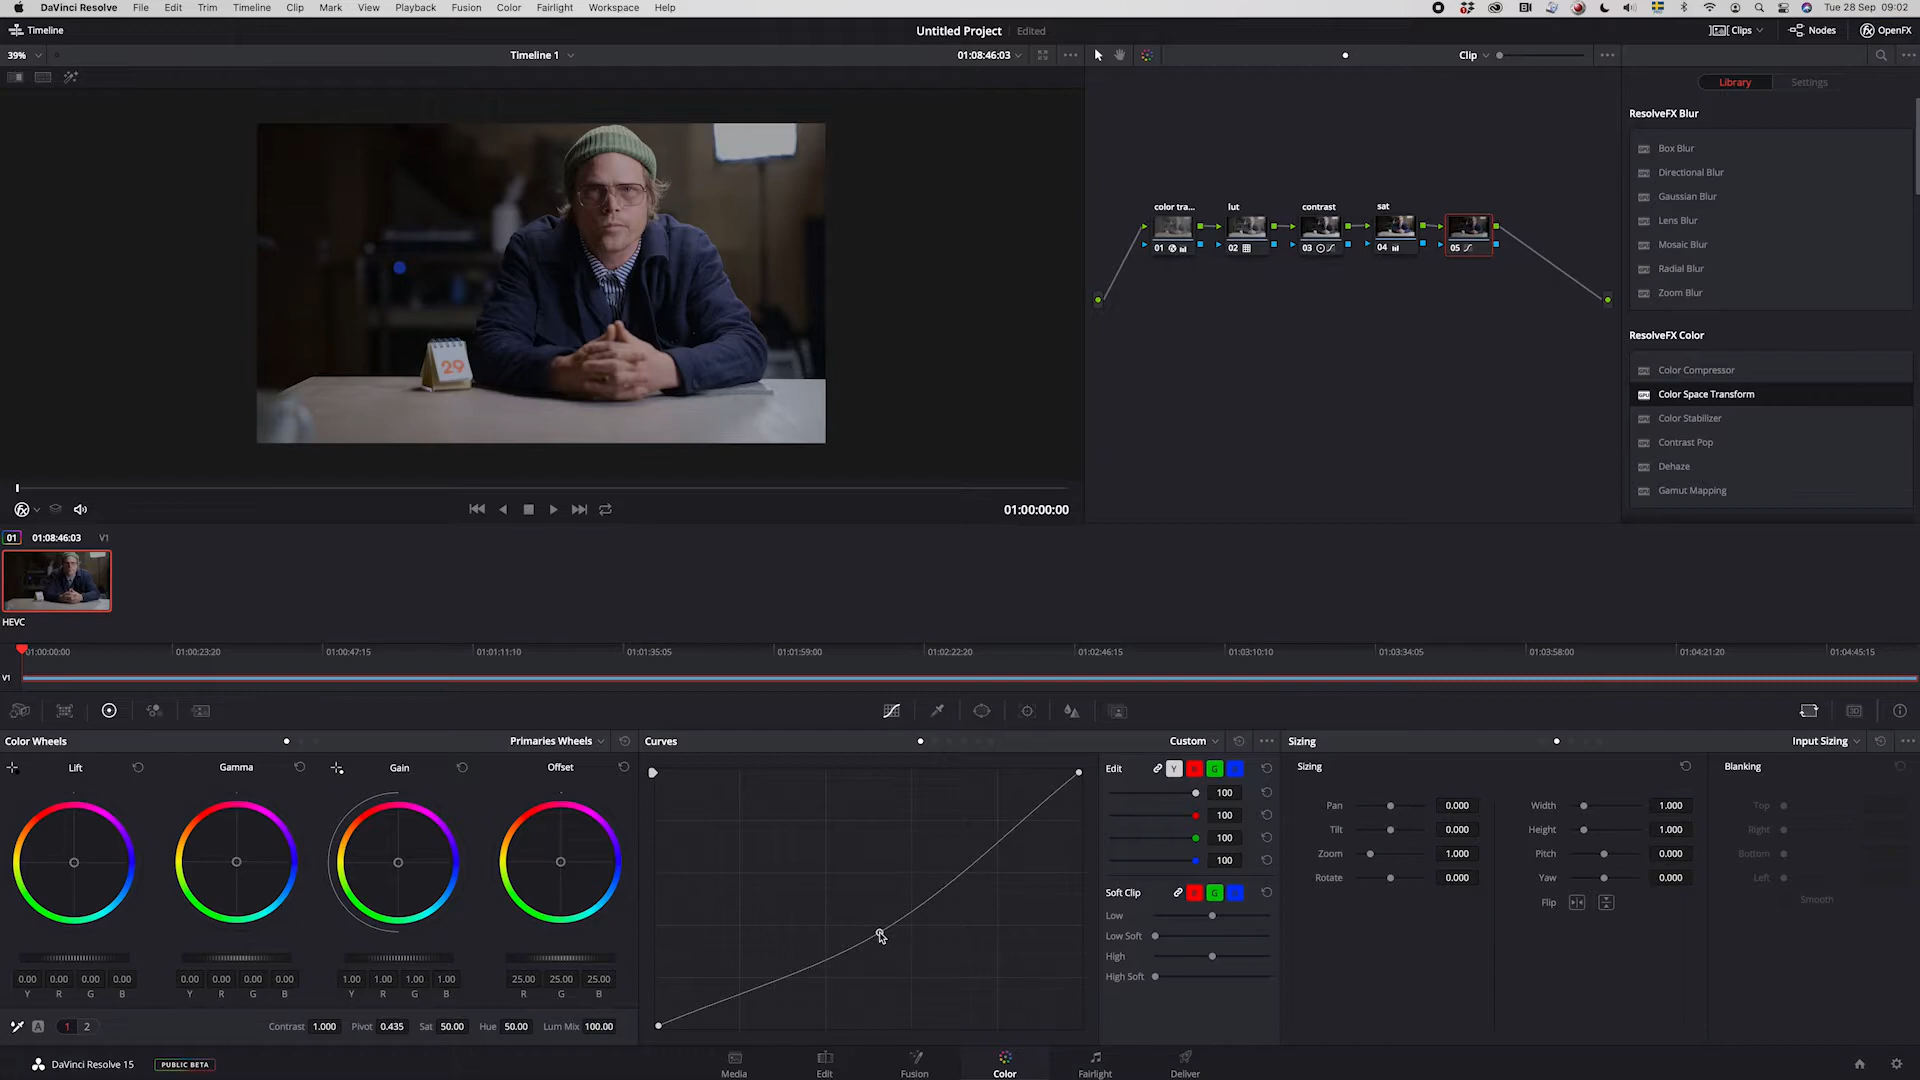 DaVinci Resolve File Edit Trim Timeline Clip Mark View Playback Fusion Color Fairlight Workspace Help Tue 28 Sep 09:02
Timeline Untitled Project Edited Clips Nodes OpenFX
39% Timeline 1 01:08:46:03 Clip
Library Settings
ResolveFX Blur
Box Blur
Directional Blur
Gaussian Blur
Lens Blur
Mosaic Blur
Radial Blur
Zoom Blur
ResolveFX Color
Color Compressor
Color Space Transform
Color Stabilizer
Contrast Pop
Dehaze
Gamut Mapping
color tra... lut contrast sat
01 02 03 04 05
29
01:00:00:00
01 01:08:46:03 V1
HEVC
01:00:00:00 01:00:23:20 01:00:47:15 01:01:11:10 01:01:35:05 01:01:59:00 01:02:22:20 01:02:46:15 01:03:10:10 01:03:34:05 01:03:58:00 01:04:21:20 01:04:45:15
V1
Color Wheels Primaries Wheels Curves Custom Sizing Input Sizing
Lift Gamma Gain Offset
0.00 0.00 0.00 0.00 0.00 0.00 0.00 0.00 1.00 1.00 1.00 1.00 25.00 25.00 25.00
Y R G B Y R G B Y R G B R G B
A 1 2 Contrast 1.000 Pivot 0.435 Sat 50.00 Hue 50.00 Lum Mix 100.00
Edit Y R G
100
100
100
100
Soft Clip R G
Low
Low Soft
High
High Soft
Sizing
Pan 0.000 Width 1.000
Tilt 0.000 Height 1.000
Zoom 1.000 Pitch 0.000
Rotate 0.000 Yaw 0.000
Flip
Blanking
Top
Right
Bottom
Left
Smooth
DaVinci Resolve 15 PUBLIC BETA
Media Edit Fusion Color Fairlight Deliver